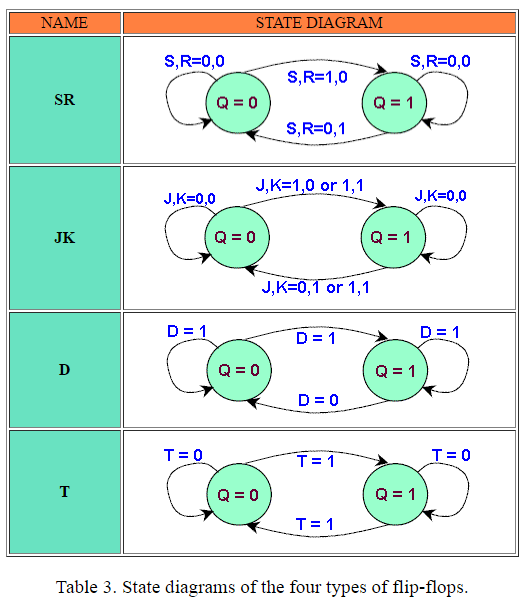 NAME STATE DIAGRAM
S,R=0,0 S,R=0,0
S,R=1,0
SR Q = 0 Q = 1
S,R=0,1
J,K=1,0 or 1,1
J,K=0,0 J,K=0,0
JK Q = 0 Q = 1
J,K=0,1 or 1,1
D = 1 D = 1 D = 1
D Q = 0 Q = 1
D = 0
T = 0 T = 1 T = 0
T Q = 0 Q = 1
T = 1
Table 3. State diagrams of the four types of flip-flops.